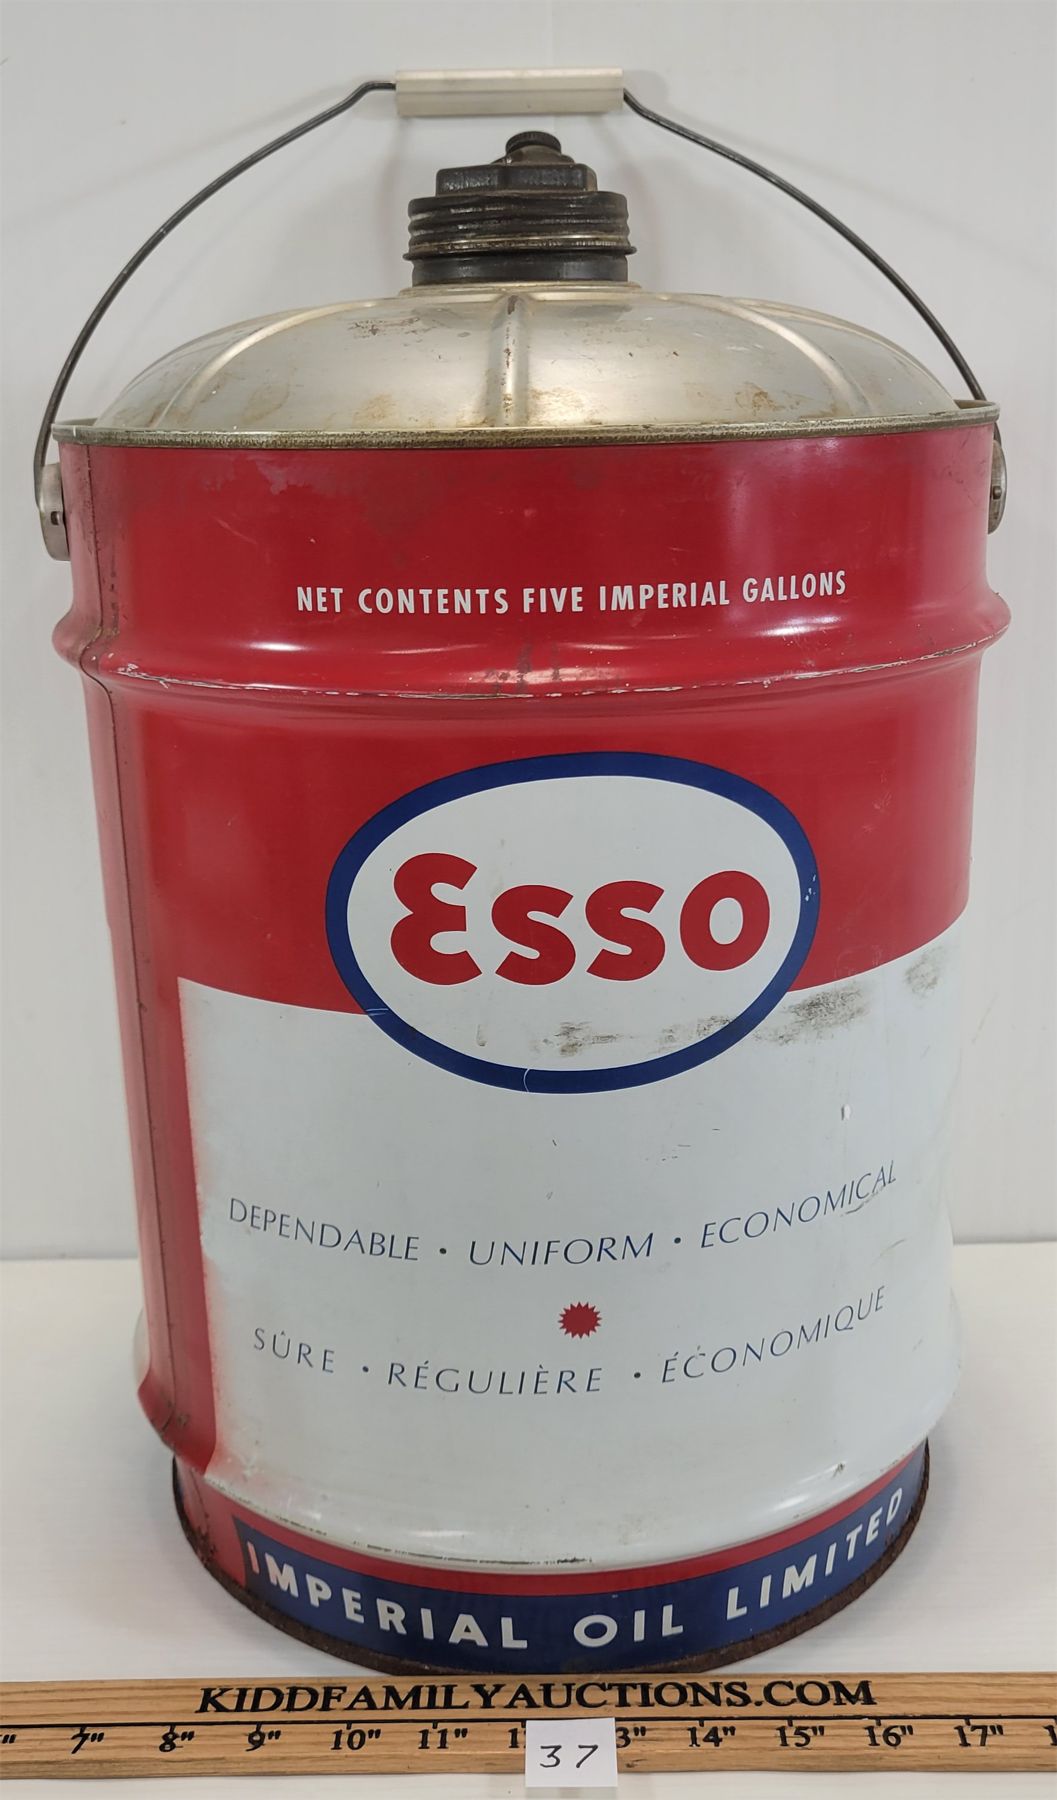 NET CONTENTS FIVE IMPERIAL GALLONS
Esso
DEPENDABLE · UNIFORM · ECONOMICAL
SÛRE · RÉGULIÈRE · ÉCONOMIQUE
IMPERIAL OIL LIMITED
KIDDFAMILYAUCTIONS.COM
7" 8" 9" 10" 11" 14" 15" 16" 17"
37